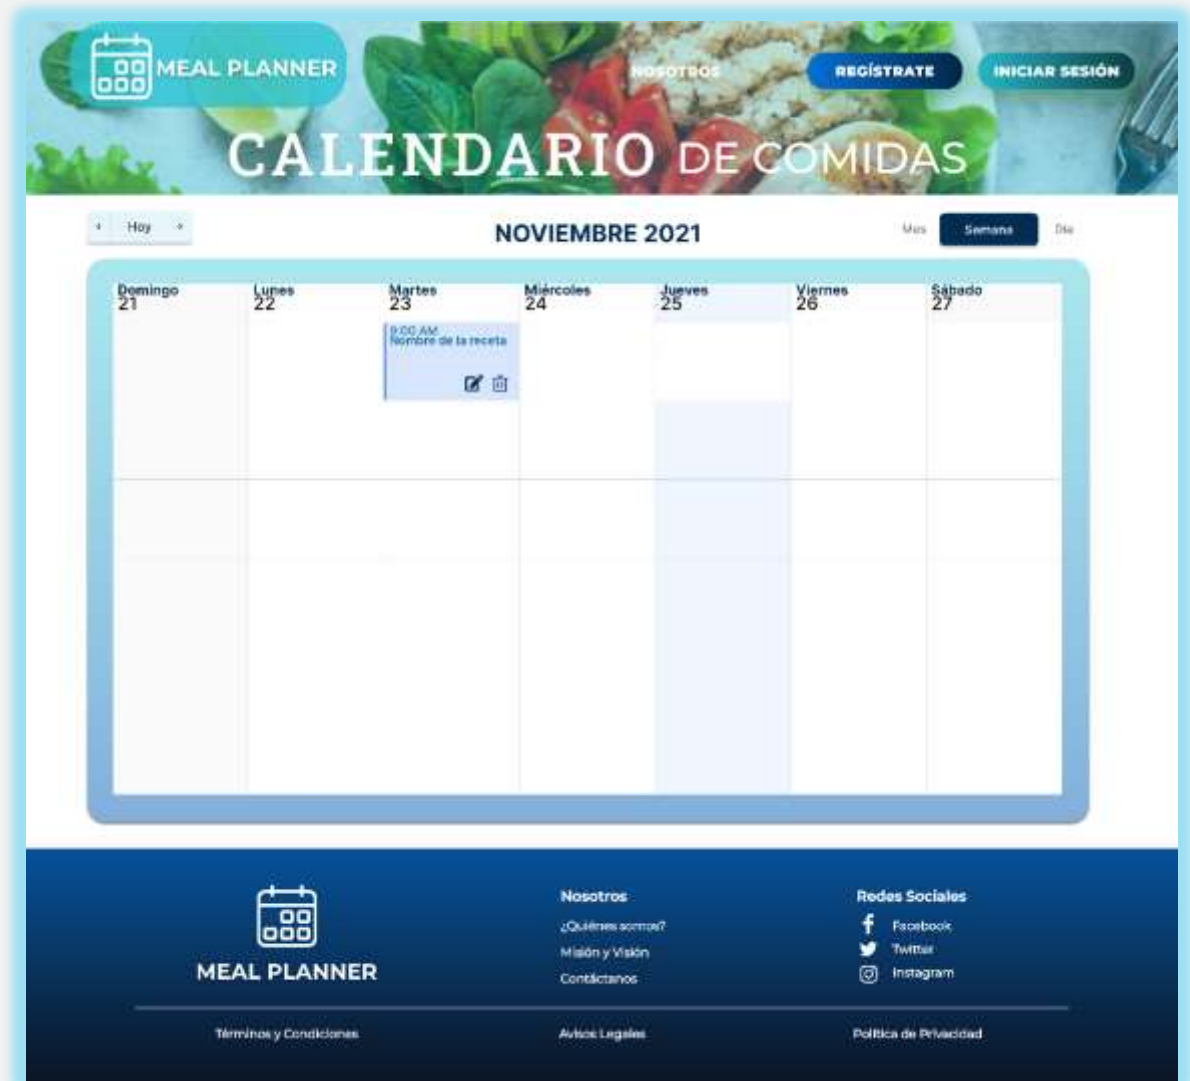 MEAL PLANNER
NOSOTROS
REGÍSTRATE
INICIAR SESIÓN
CALENDARIO DE COMIDAS
Hoy
NOVIEMBRE 2021
Mes
Semana
Día
Domingo
21
Lunes
22
Martes
23
Miércoles
24
Jueves
25
Viernes
26
Sábado
27
9:00 AM
Nombre de la receta
MEAL PLANNER
Nosotros
¿Quiénes somos?
Misión y Visión
Contáctanos
Redes Sociales
Facebook
Twitter
Instagram
Términos y Condiciones
Avisos Legales
Política de Privacidad